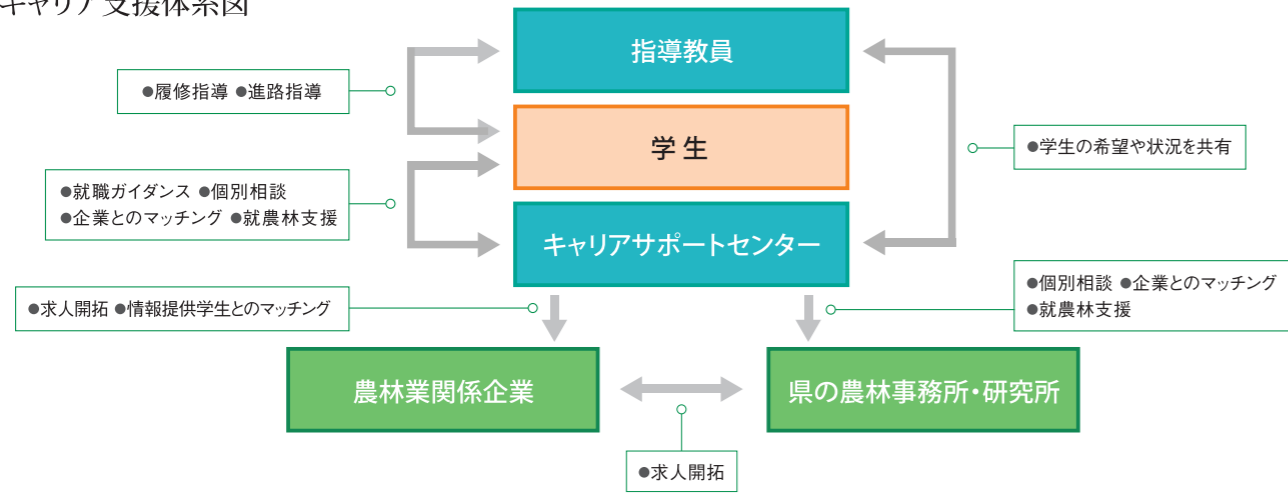 キャリア支援体系図
指導教員
●履修指導 ●進路指導
学生
●学生の希望や状況を共有
●就職ガイダンス ●個別相談
●企業とのマッチング ●就農林支援
キャリアサポートセンター
●求人開拓 ●情報提供学生とのマッチング
●個別相談 ●企業とのマッチング
●就農林支援
農林業関係企業
県の農林事務所・研究所
●求人開拓